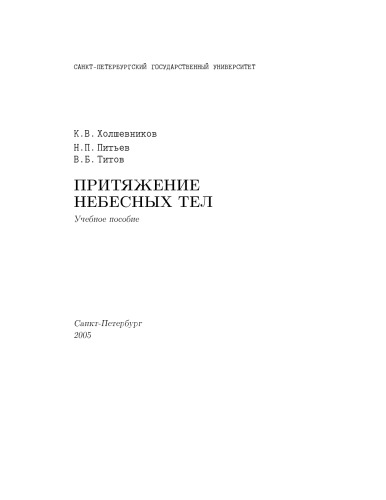 САНКТ-ПЕТЕРБУРГСКИЙ ГОСУДАРСТВЕННЫЙ УНИВЕРСИТЕТ
К.В. Холшевников
Н.П. Питьев
В.Б. Титов
ПРИТЯЖЕНИЕ
НЕБЕСНЫХ ТЕЛ
Учебное пособие
Санкт-Петербург
2005